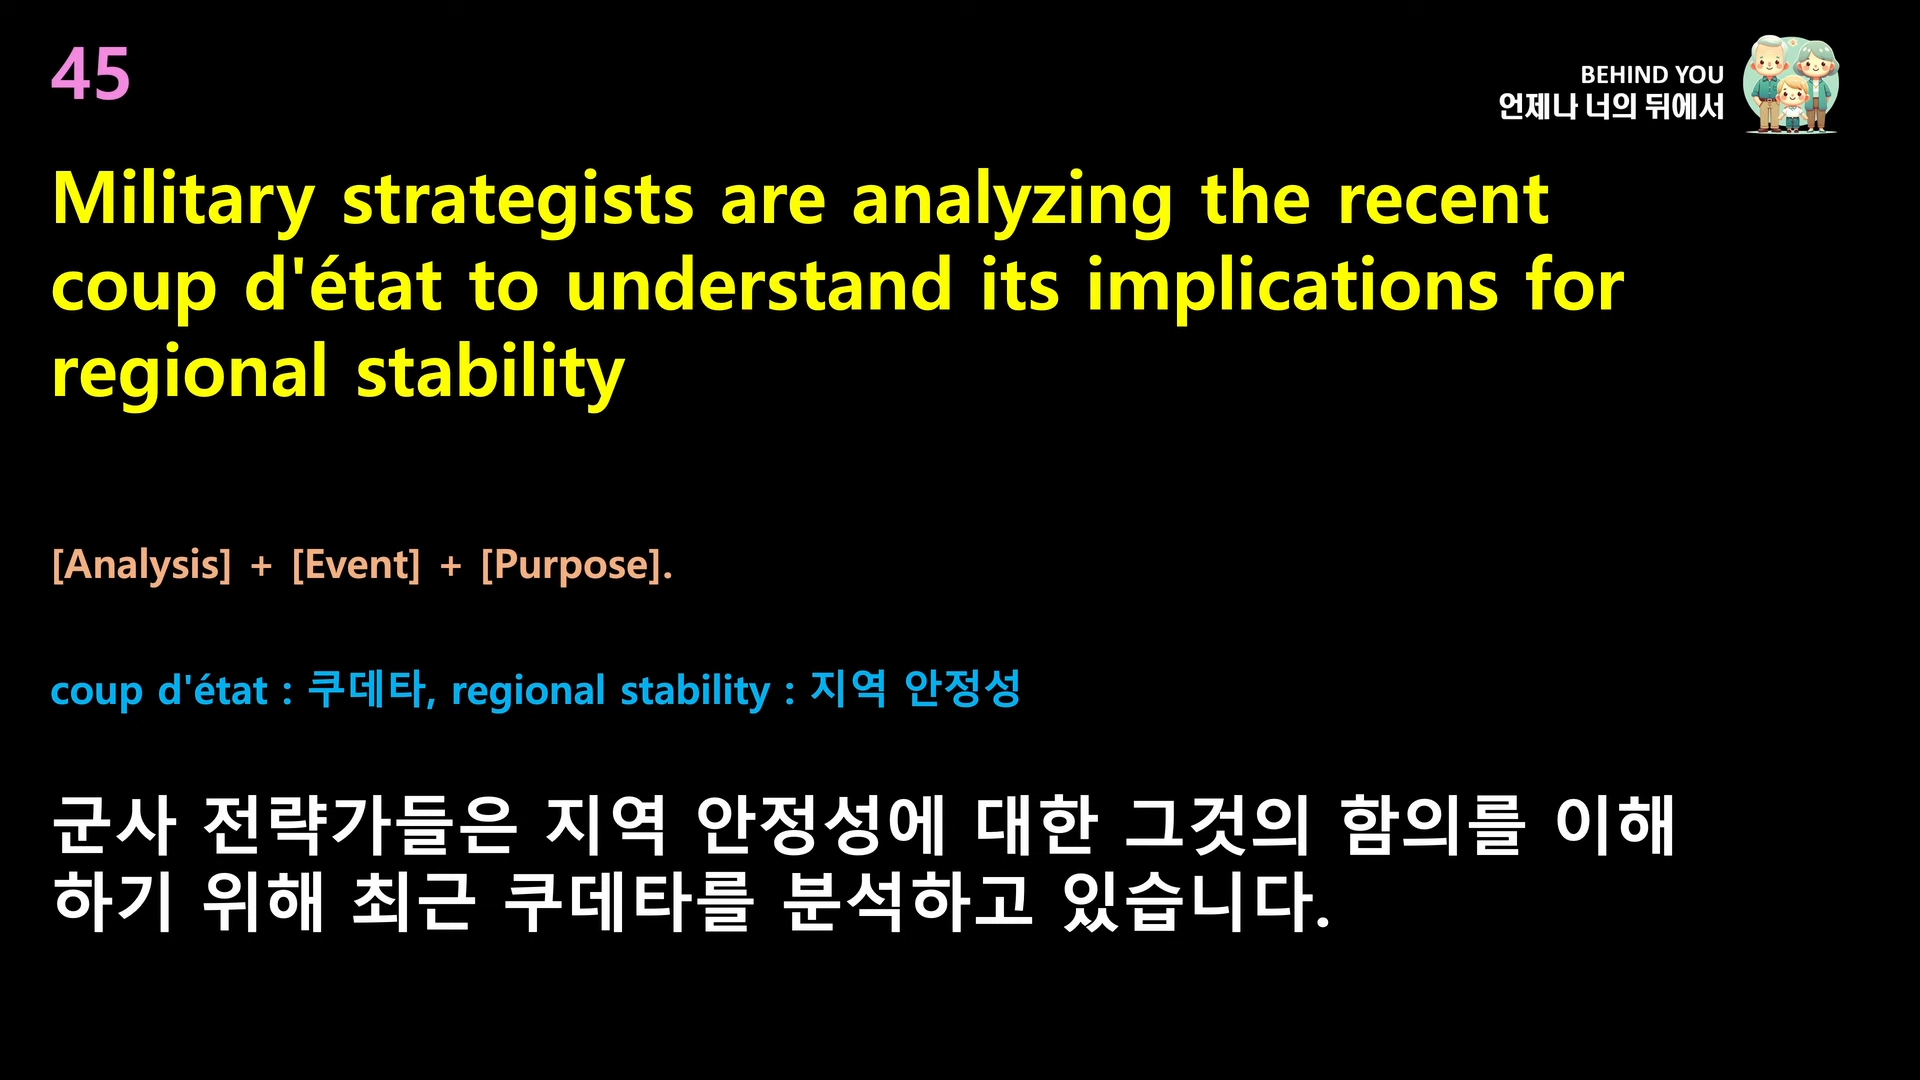 45
BEHIND YOU
언제나 너의 뒤에서
Military strategists are analyzing the recent
coup d'état to understand its implications for
regional stability
[Analysis] + [Event] + [Purpose].
coup d'état : 쿠데타, regional stability : 지역 안정성
군사 전략가들은 지역 안정성에 대한 그것의 함의를 이해
하기 위해 최근 쿠데타를 분석하고 있습니다.